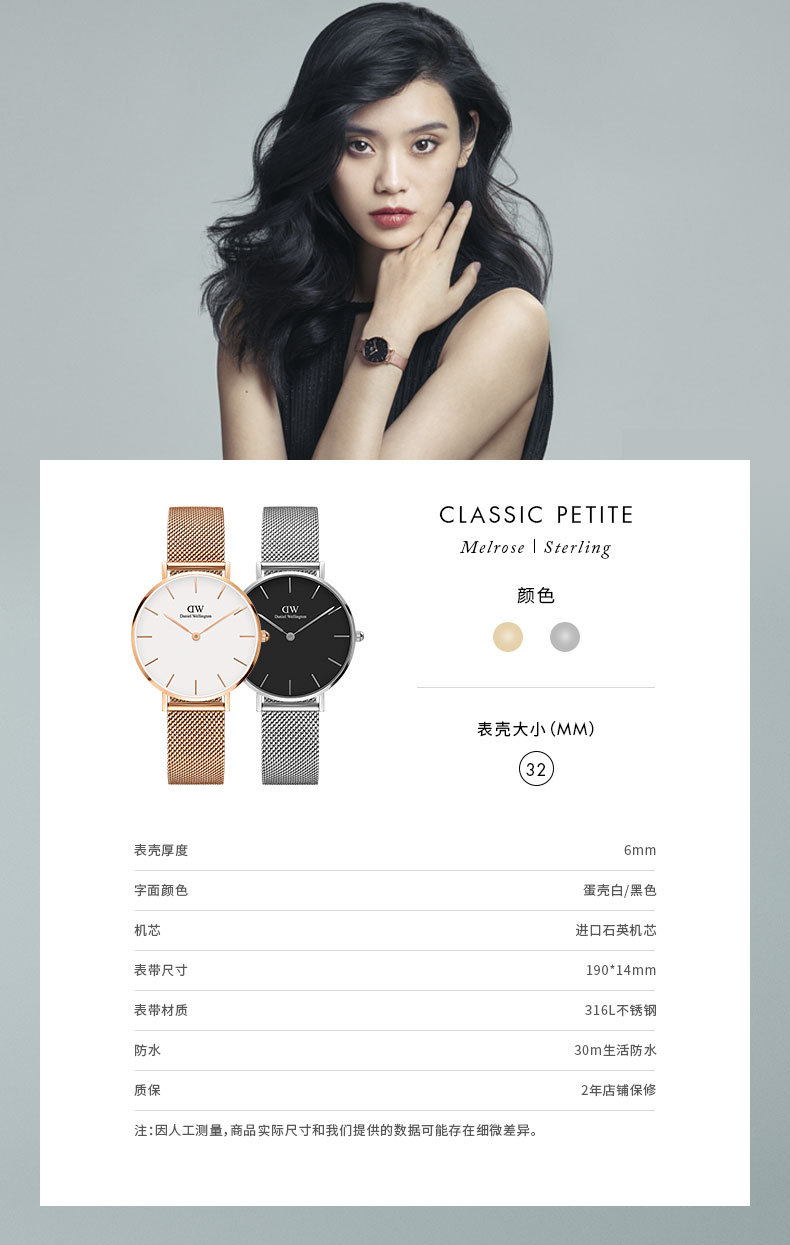 CLASSIC PETITE
Melrose | Sterling
DW
Daniel Wellington
DW
Daniel Wellington
颜色
表壳大小(MM)
32
表壳厚度 6mm
字面颜色 蛋壳白/黑色
机芯 进口石英机芯
表带尺寸 190*14mm
表带材质 316L不锈钢
防水 30m生活防水
质保 2年店铺保修
注:因人工测量,商品实际尺寸和我们提供的数据可能存在细微差异。